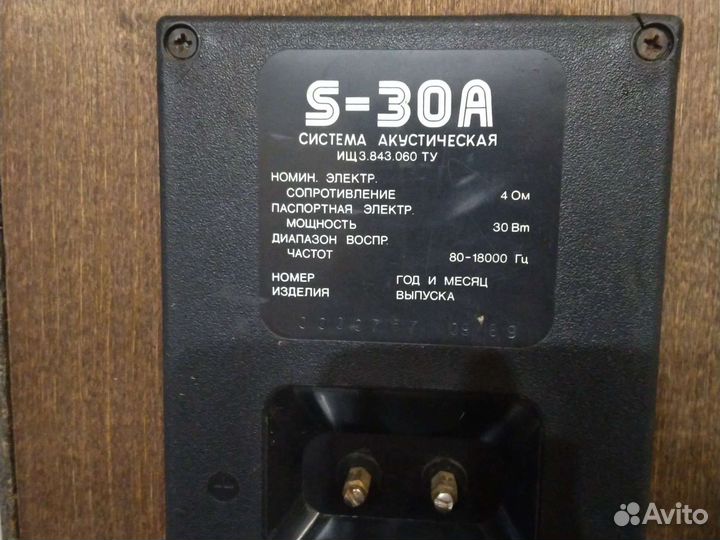 S-30A
СИСТЕМА АКУСТИЧЕСКАЯ
ИЩ3.843.060 ТУ
НОМИН. ЭЛЕКТР.
СОПРОТИВЛЕНИЕ 4 Ом
ПАСПОРТНАЯ ЭЛЕКТР.
МОЩНОСТЬ 30 Вт
ДИАПАЗОН ВОСПР.
ЧАСТОТ 80-18000 Гц
НОМЕР ГОД И МЕСЯЦ
ИЗДЕЛИЯ ВЫПУСКА
Avito